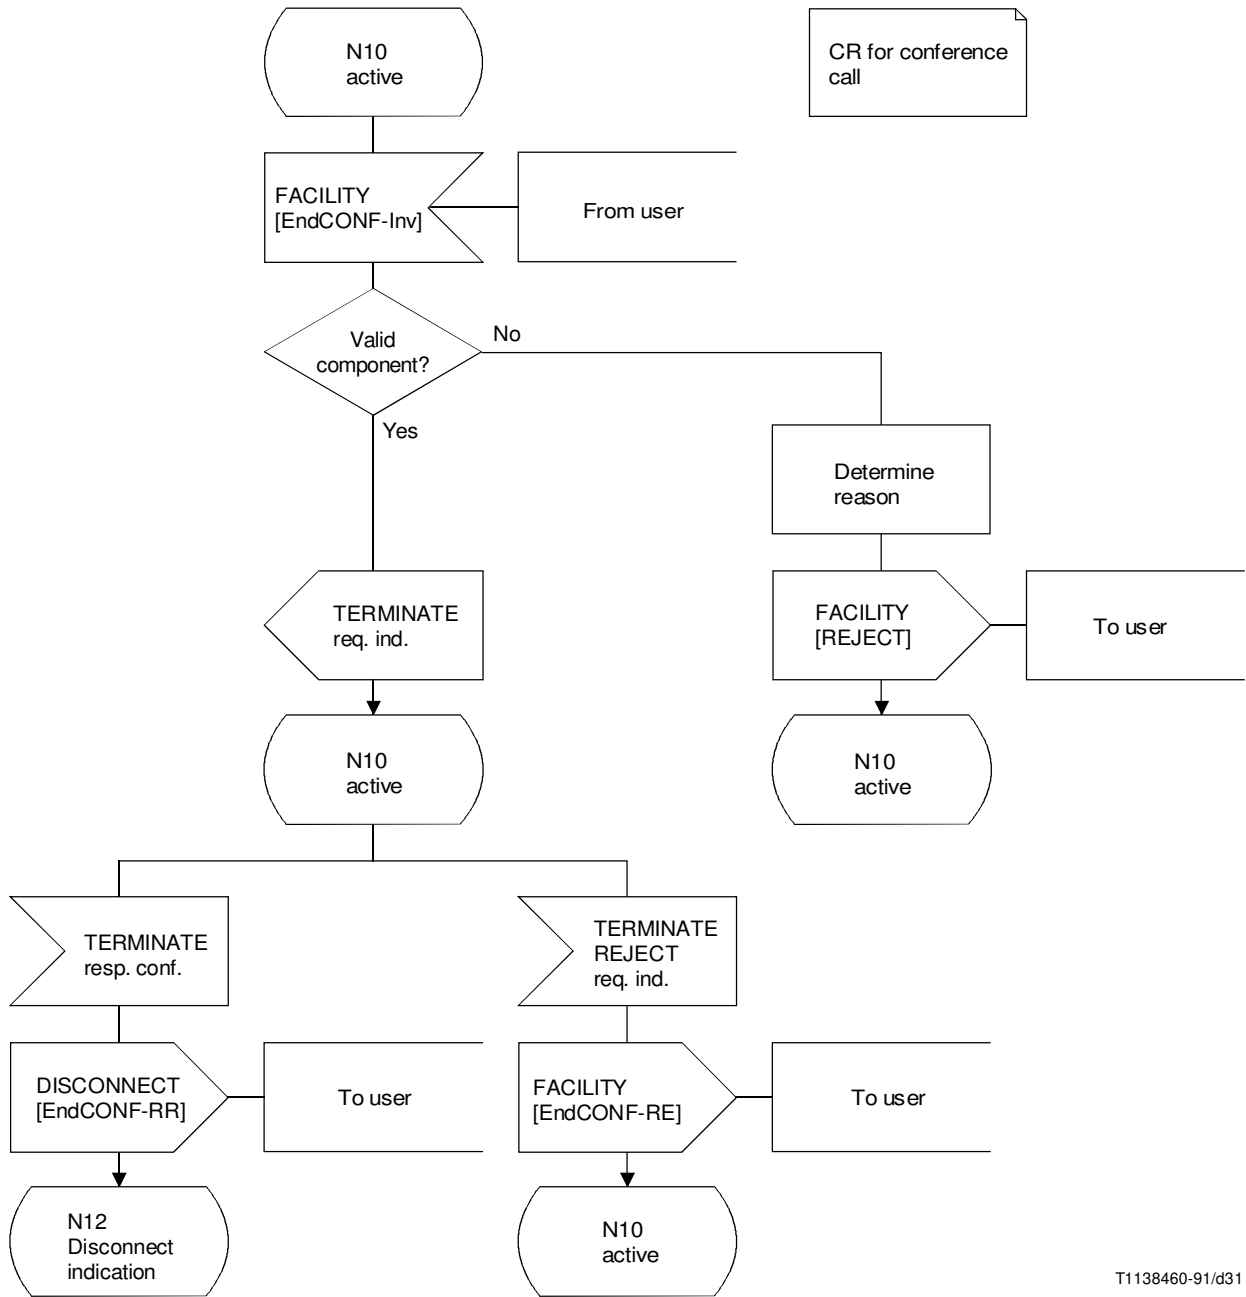 N10
active
CR for conference
call
FACILITY
[EndCONF-Inv]
From user
Valid
component?
No
Yes
Determine
reason
TERMINATE
req. ind.
FACILITY
[REJECT]
To user
N10
active
N10
active
TERMINATE
resp. conf.
TERMINATE
REJECT
req. ind.
DISCONNECT
[EndCONF-RR]
To user
FACILITY
[EndCONF-RE]
To user
N12
Disconnect
indication
N10
active
T1138460-91/d31